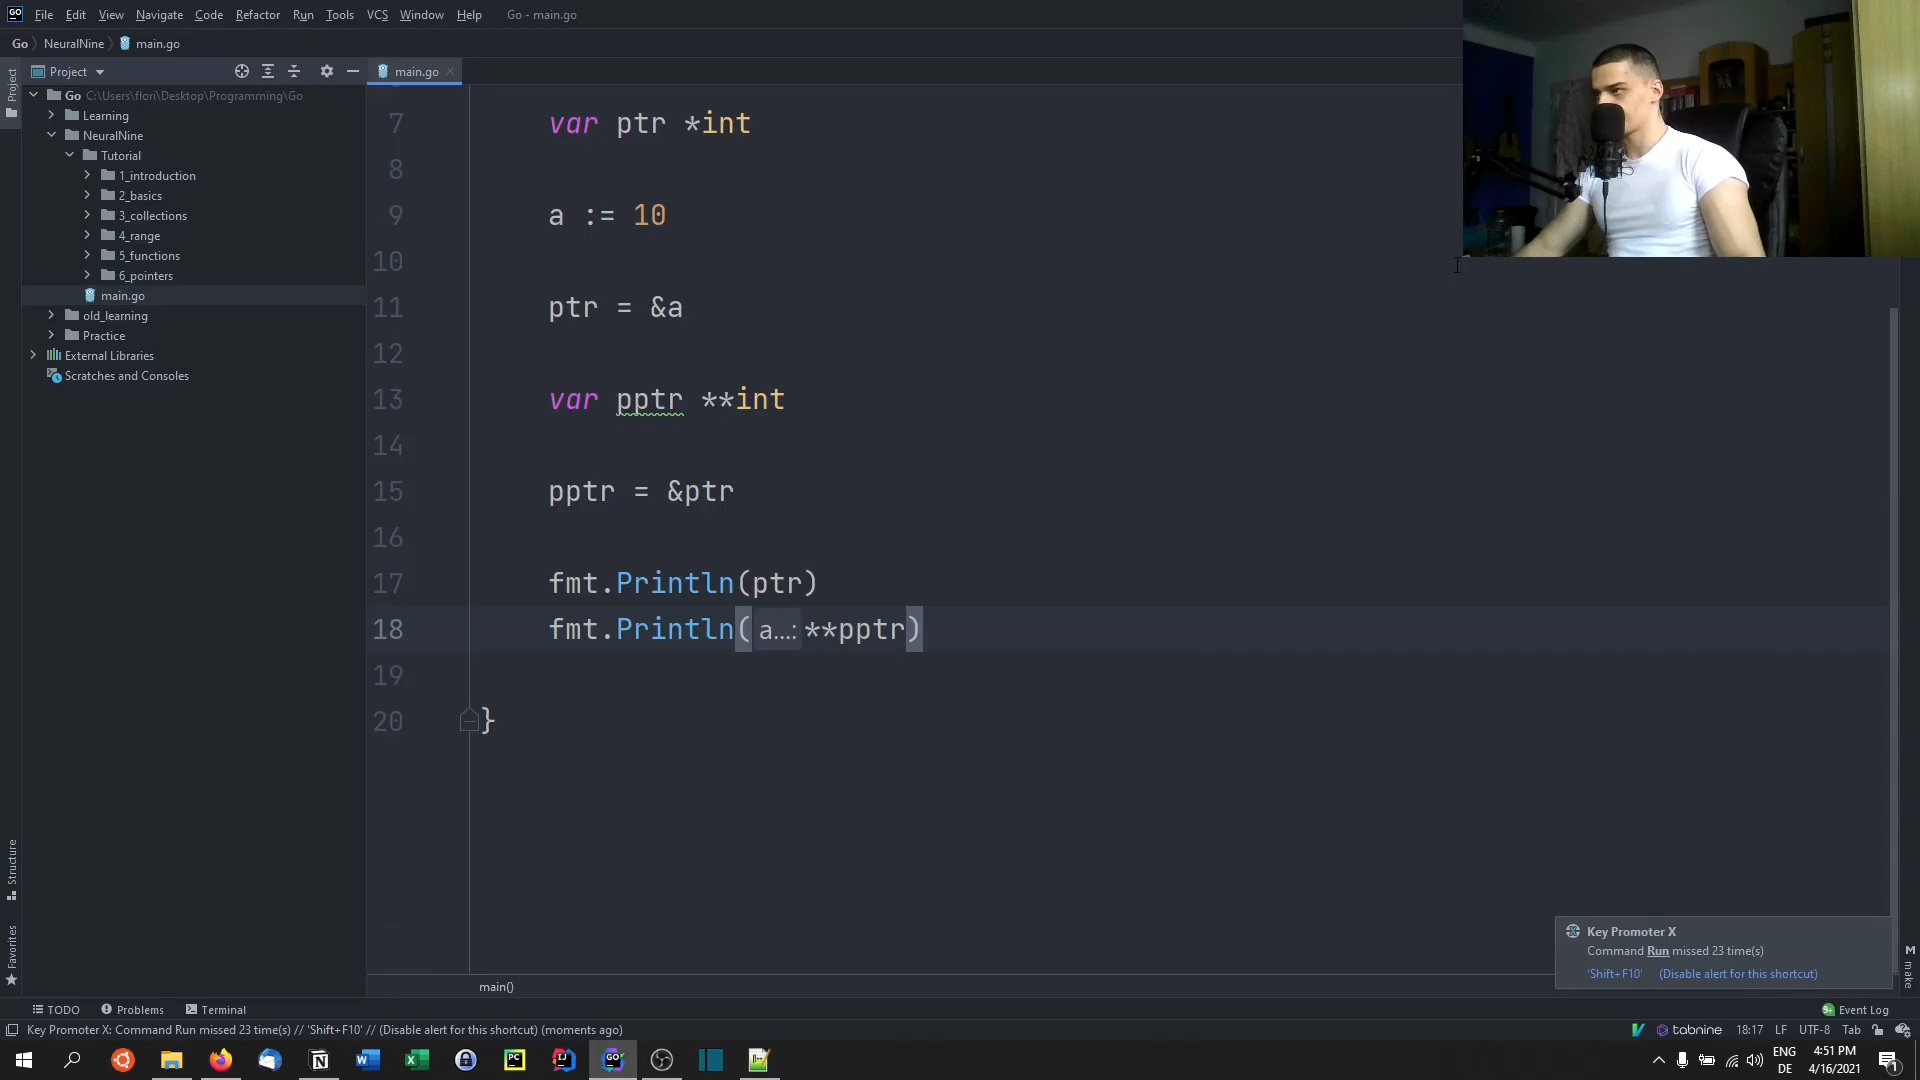 GO File Edit View Navigate Code Refactor Run Tools VCS Window Help Go - main.go
Go NeuralNine main.go
Project main.go
Project
Go C:\Users\flori\Desktop\Programming\Go
Learning
NeuralNine
Tutorial
1_introduction
2_basics
3_collections
4_range
5_functions
6_pointers
main.go
old_learning
Practice
External Libraries
Scratches and Consoles
7 var ptr *int
8
9 a := 10
10
11 ptr = &a
12
13 var pptr **int
14
15 pptr = &ptr
16
17 fmt.Println(ptr)
18 fmt.Println(a...: **pptr)
19
20 }
Structure
Favorites
Key Promoter X
Command Run missed 23 time(s)
'Shift+F10' (Disable alert for this shortcut)
M make
main()
TODO Problems Terminal Event Log
Key Promoter X: Command Run missed 23 time(s) // 'Shift+F10' // (Disable alert for this shortcut) (moments ago) tabnine 18:17 LF UTF-8 Tab
ENG
DE
4:51 PM
4/16/2021